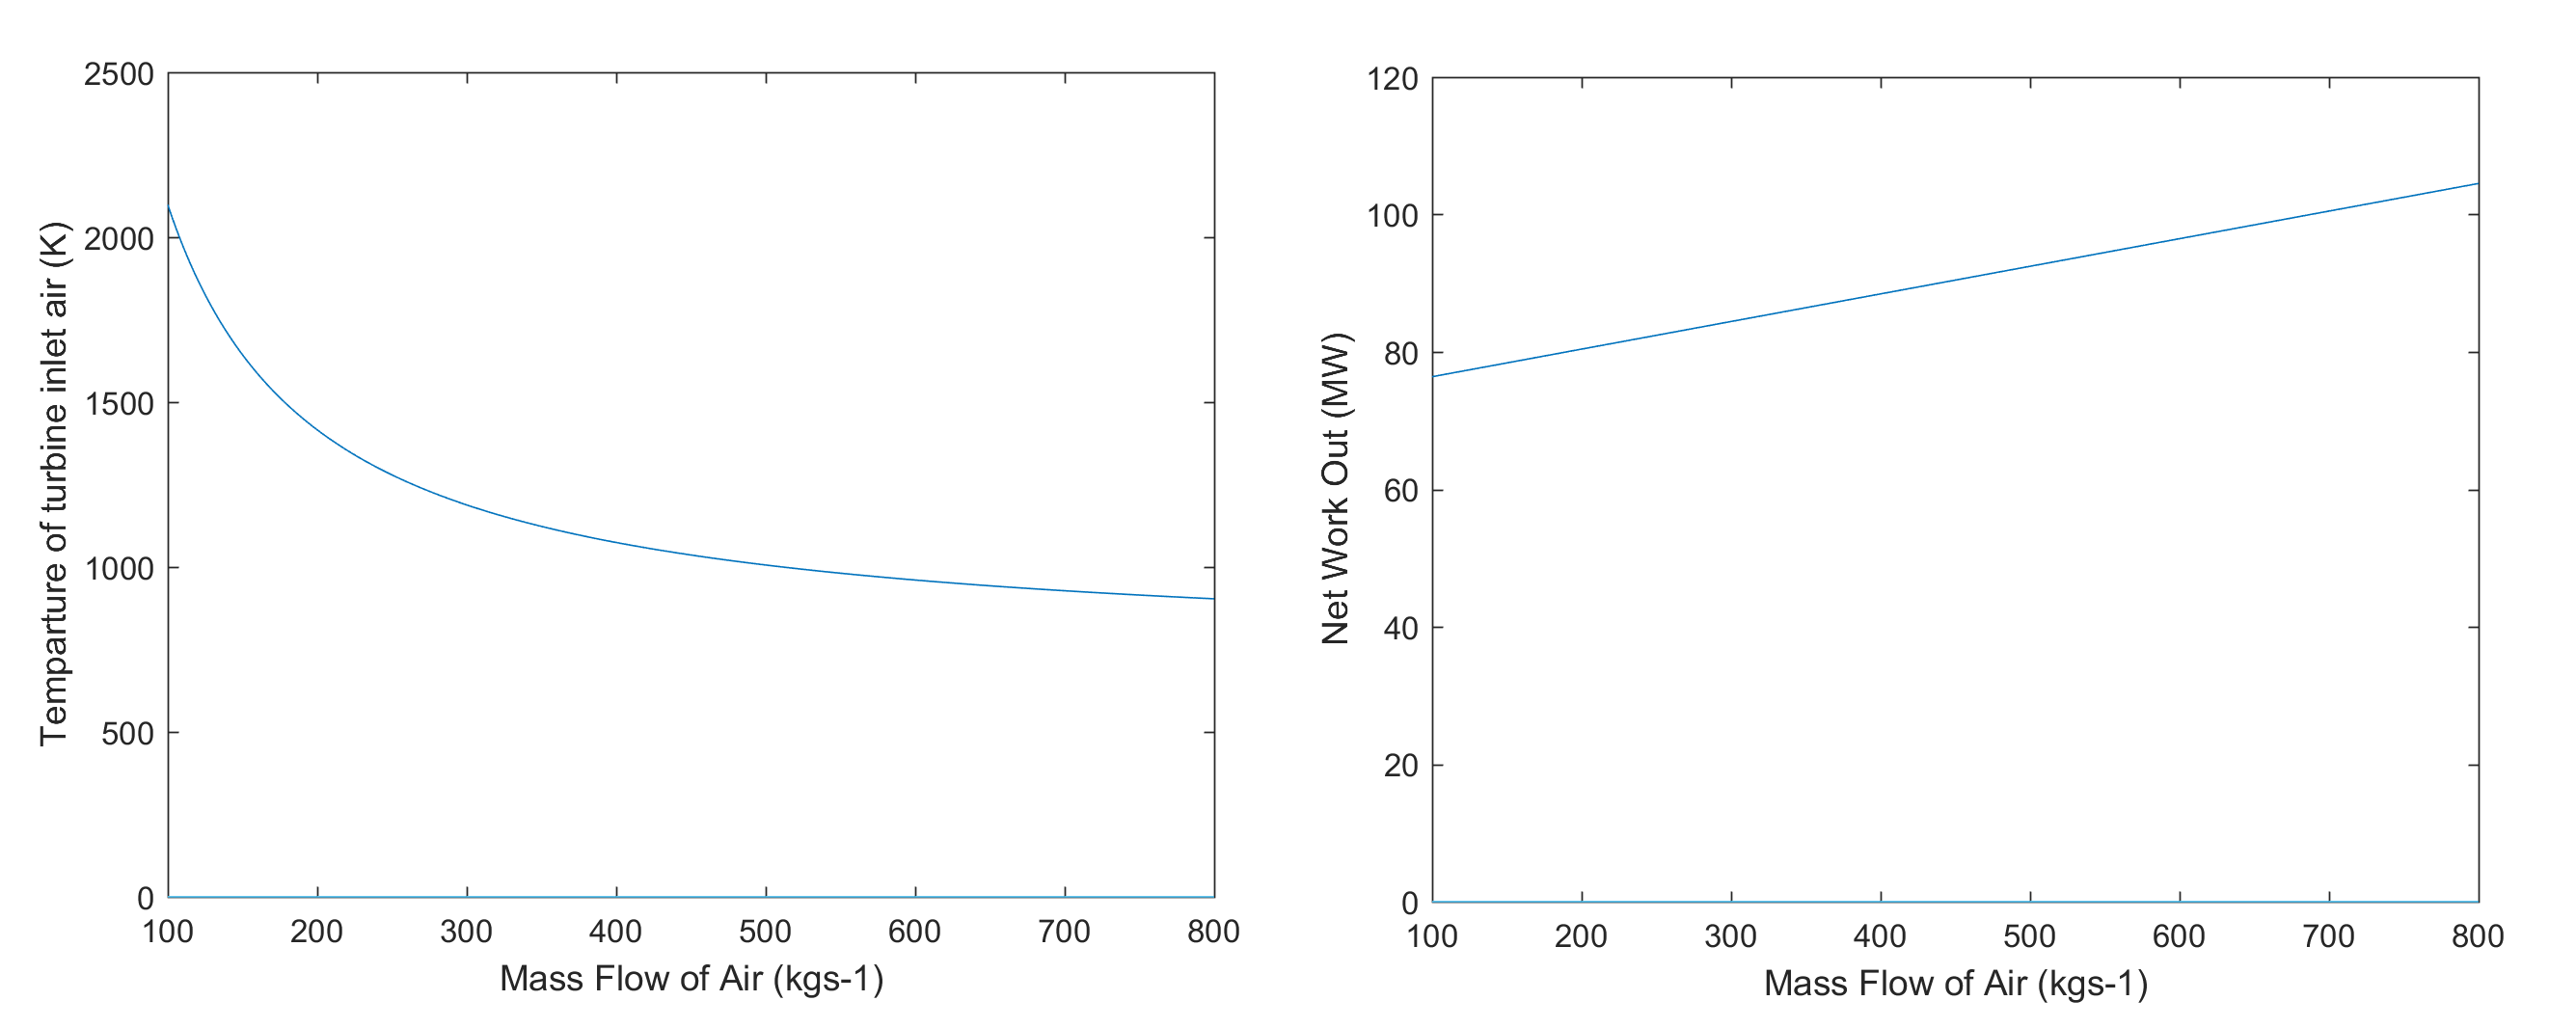 2500
2000
1500
1000
500
0
Temparture of turbine inlet air (K)
100 200 300 400 500 600 700 800
Mass Flow of Air (kgs-1)
120
100
80
60
40
20
0
Net Work Out (MW)
100 200 300 400 500 600 700 800
Mass Flow of Air (kgs-1)